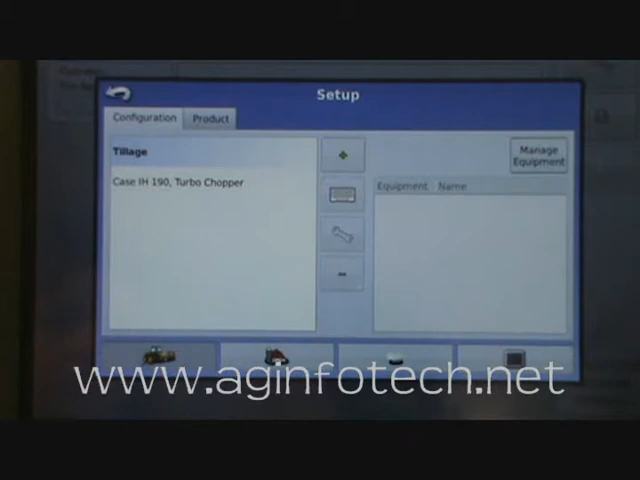 Setup
Configuration
Product
Tillage
Manage
Equipment
Case IH 190, Turbo Chopper
Equipment Name
www.aginfotech.net